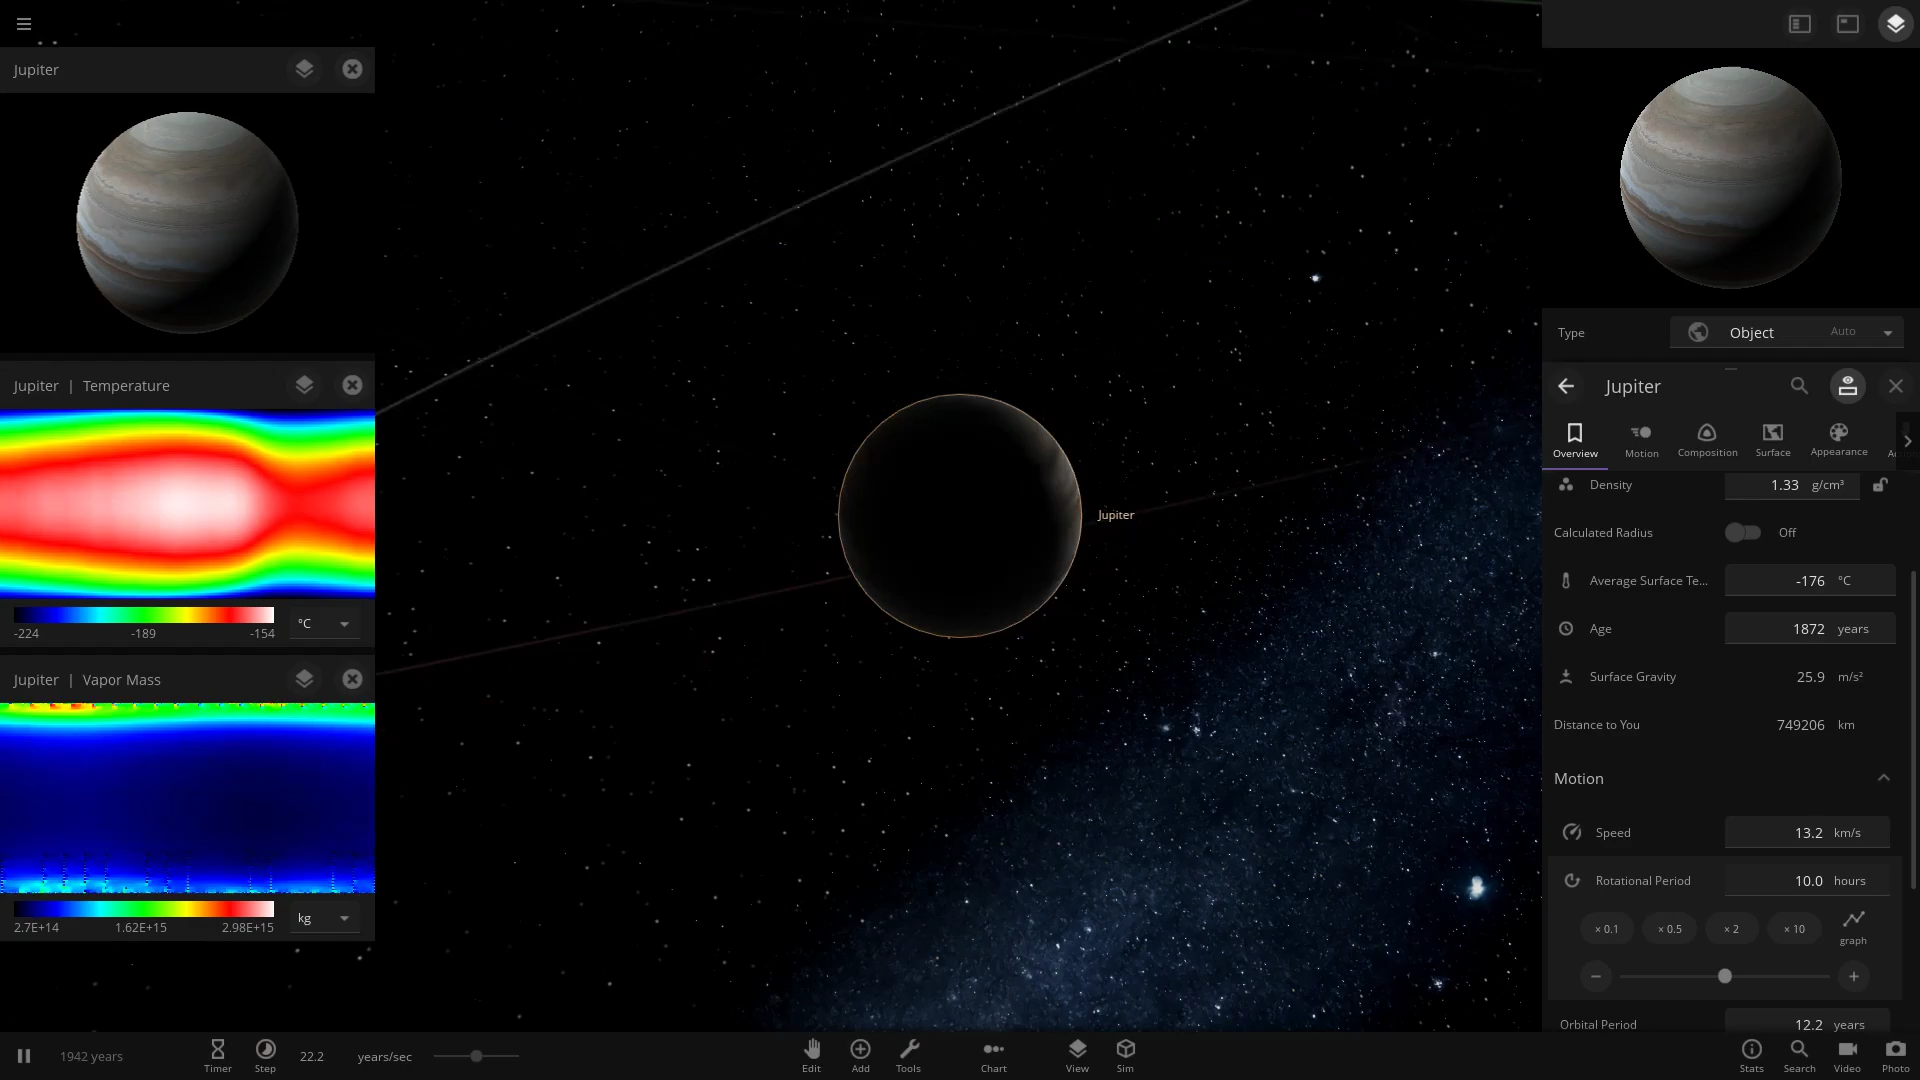 Jupiter
Jupiter | Temperature
-224 -189 -154
°C
Jupiter | Vapor Mass
2.7E+14 1.62E+15 2.98E+15
kg
Jupiter
Type Object Auto
Jupiter
Overview Motion Composition Surface Appearance
Density 1.33 g/cm³
Calculated Radius Off
Average Surface Te... -176 °C
Age 1872 years
Surface Gravity 25.9 m/s²
Distance to You 749206 km
Motion
Speed 13.2 km/s
Rotational Period 10.0 hours
× 0.1 × 0.5 × 2 × 10 graph
Orbital Period 12.2 years
1942 years
Timer Step 22.2 years/sec
Edit Add Tools Chart View Sim
Stats Search Video Photo